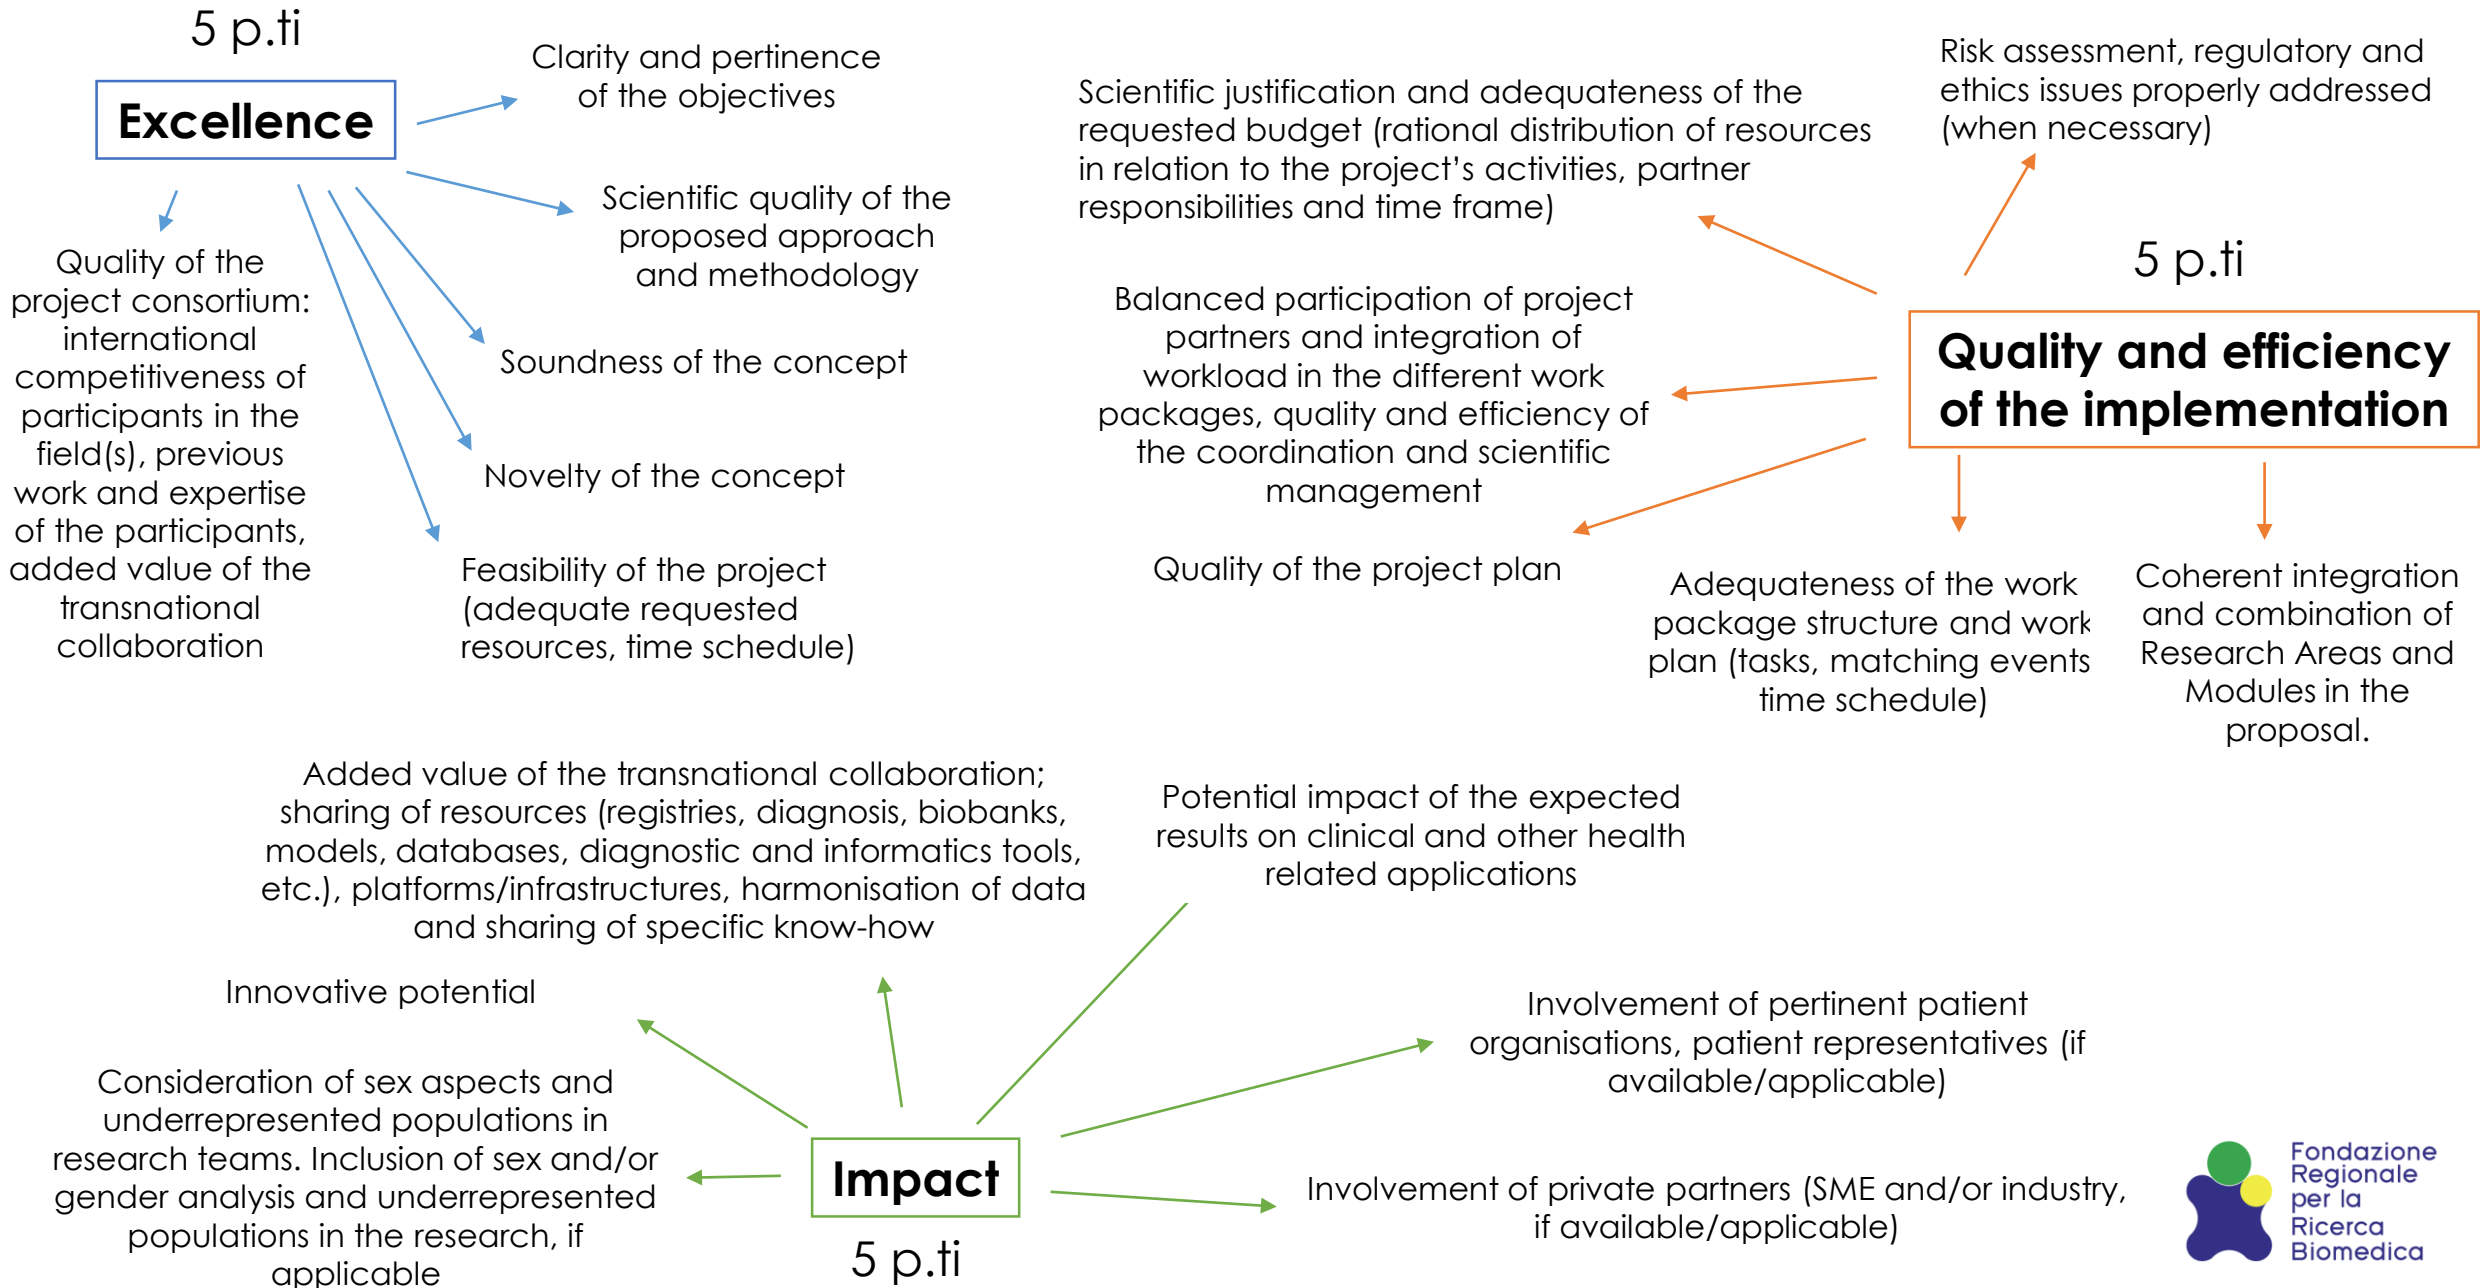 5 p.ti
Excellence
Clarity and pertinence
of the objectives
Scientific quality of the
proposed approach
and methodology
Soundness of the concept
Novelty of the concept
Feasibility of the project
(adequate requested
resources, time schedule)
Quality of the
project consortium:
international
competitiveness of
participants in the
field(s), previous
work and expertise
of the participants,
added value of the
transnational
collaboration
Scientific justification and adequateness of the
requested budget (rational distribution of resources
in relation to the project’s activities, partner
responsibilities and time frame)
Risk assessment, regulatory and
ethics issues properly addressed
(when necessary)
5 p.ti
Quality and efficiency
of the implementation
Balanced participation of project
partners and integration of
workload in the different work
packages, quality and efficiency of
the coordination and scientific
management
Quality of the project plan
Adequateness of the work
package structure and work
plan (tasks, matching events
time schedule)
Coherent integration
and combination of
Research Areas and
Modules in the
proposal.
Added value of the transnational collaboration;
sharing of resources (registries, diagnosis, biobanks,
models, databases, diagnostic and informatics tools,
etc.), platforms/infrastructures, harmonisation of data
and sharing of specific know-how
Potential impact of the expected
results on clinical and other health
related applications
Innovative potential
Involvement of pertinent patient
organisations, patient representatives (if
available/applicable)
Consideration of sex aspects and
underrepresented populations in
research teams. Inclusion of sex and/or
gender analysis and underrepresented
populations in the research, if
applicable
Impact
5 p.ti
Involvement of private partners (SME and/or industry,
if available/applicable)
Fondazione
Regionale
per la
Ricerca
Biomedica